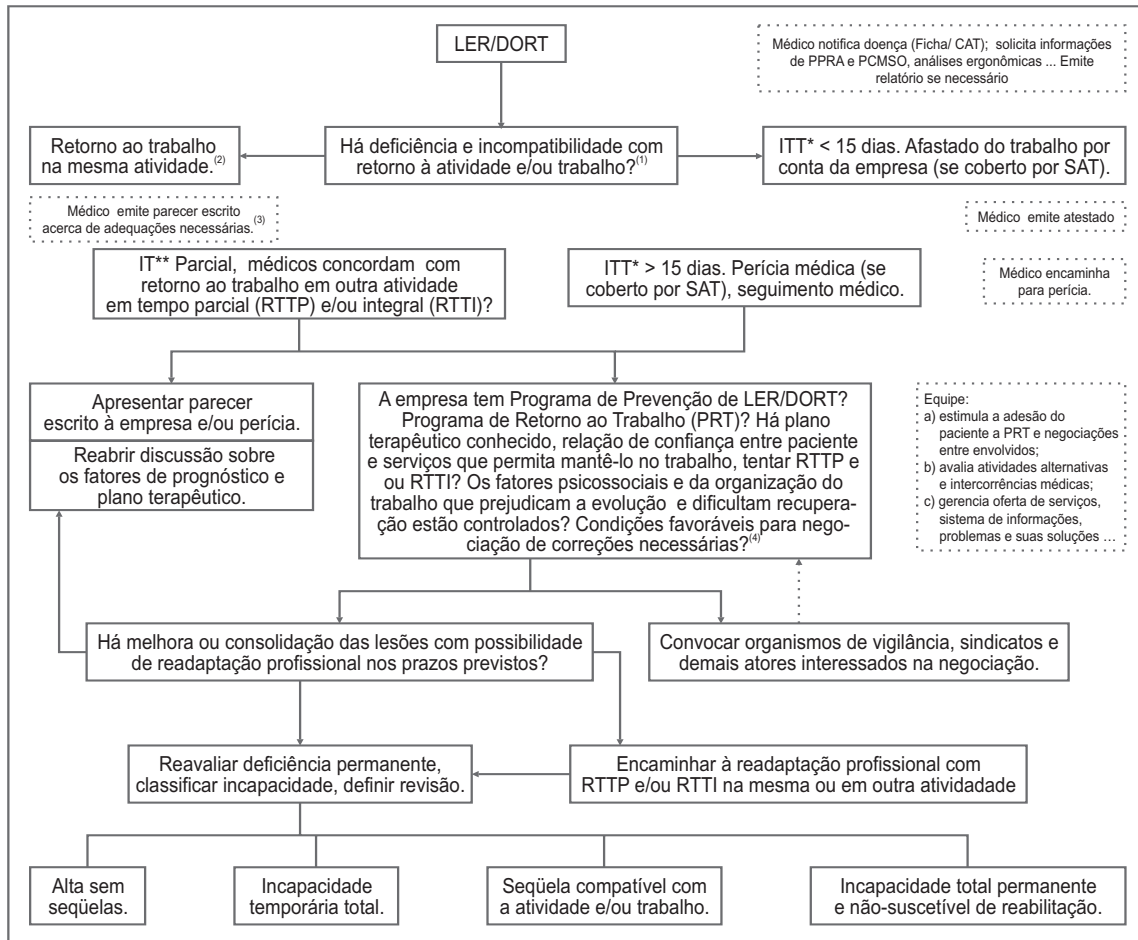 LER/DORT
Médico notifica doença (Ficha/ CAT); solicita informações
de PPRA e PCMSO, análises ergonômicas ... Emite
relatório se necessário
Retorno ao trabalho
na mesma atividade.(2)
Há deficiência e incompatibilidade com
retorno à atividade e/ou trabalho?(1)
ITT* < 15 dias. Afastado do trabalho por
conta da empresa (se coberto por SAT).
Médico emite parecer escrito
acerca de adequações necessárias.(3)
Médico emite atestado
IT** Parcial, médicos concordam com
retorno ao trabalho em outra atividade
em tempo parcial (RTTP) e/ou integral (RTTI)?
ITT* > 15 dias. Perícia médica (se
coberto por SAT), seguimento médico.
Médico encaminha
para perícia.
Apresentar parecer
escrito à empresa e/ou perícia.
Reabrir discussão sobre
os fatores de prognóstico e
plano terapêutico.
A empresa tem Programa de Prevenção de LER/DORT?
Programa de Retorno ao Trabalho (PRT)? Há plano
terapêutico conhecido, relação de confiança entre paciente
e serviços que permita mantê-lo no trabalho, tentar RTTP e
ou RTTI? Os fatores psicossociais e da organização do
trabalho que prejudicam a evolução e dificultam recupera-
ção estão controlados? Condições favoráveis para nego-
ciação de correções necessárias?(4)
Equipe:
a) estimula a adesão do
paciente a PRT e negociações
entre envolvidos;
b) avalia atividades alternativas
e intercorrências médicas;
c) gerencia oferta de serviços,
sistema de informações,
problemas e suas soluções ...
Há melhora ou consolidação das lesões com possibilidade
de readaptação profissional nos prazos previstos?
Convocar organismos de vigilância, sindicatos e
demais atores interessados na negociação.
Reavaliar deficiência permanente,
classificar incapacidade, definir revisão.
Encaminhar à readaptação profissional com
RTTP e/ou RTTI na mesma ou em outra atividadade
Alta sem
seqüelas.
Incapacidade
temporária total.
Seqüela compatível com
a atividade e/ou trabalho.
Incapacidade total permanente
e não-suscetível de reabilitação.